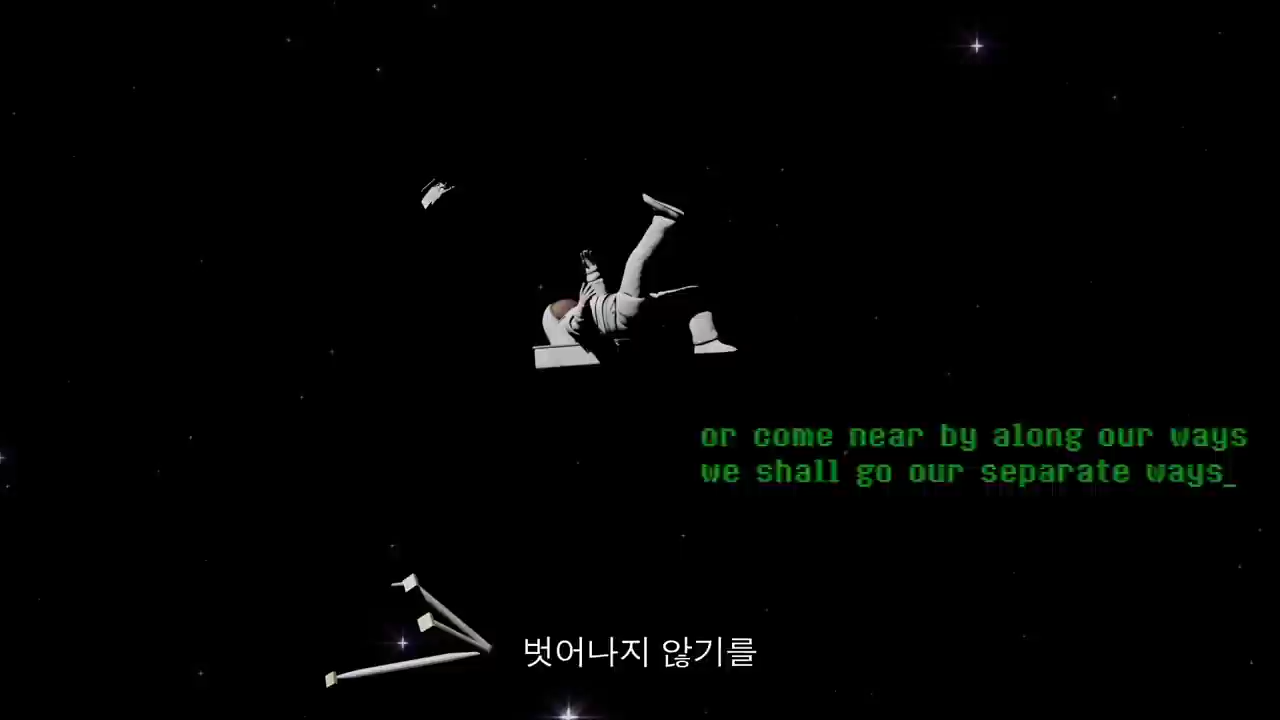 or come near by along our ways
we shall go our separate ways_
벗어나지 않기를